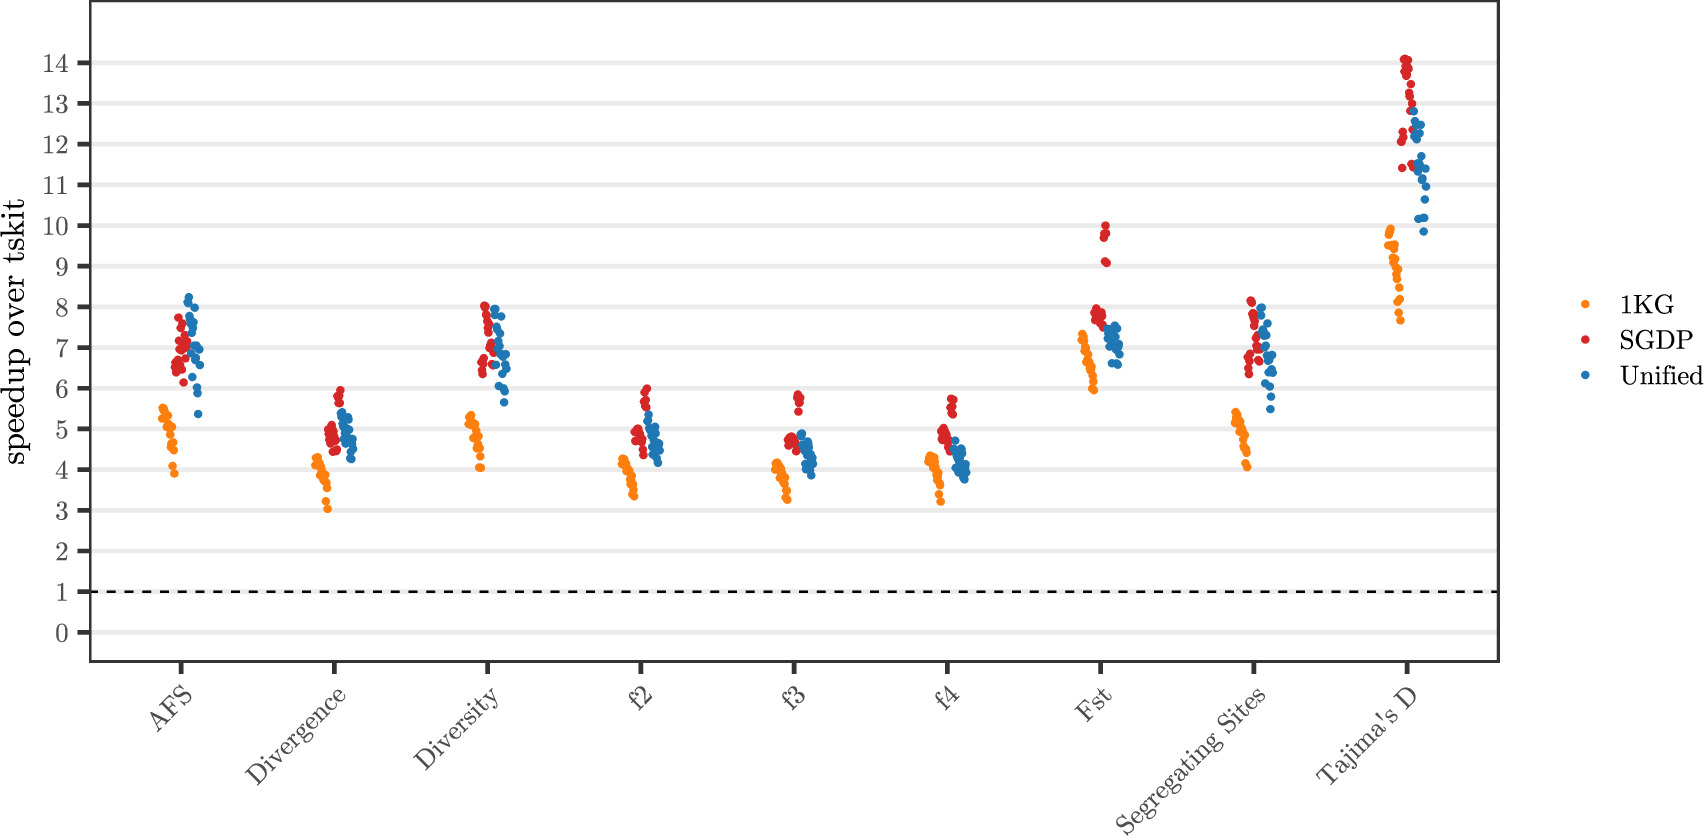 speedup over tskit
14
13
12
11
10
9
8
7
6
5
4
3
2
1
0
AFS
Divergence
Diversity
f2
f3
f4
Fst
Segregating Sites
Tajima's D
1KG
SGDP
Unified